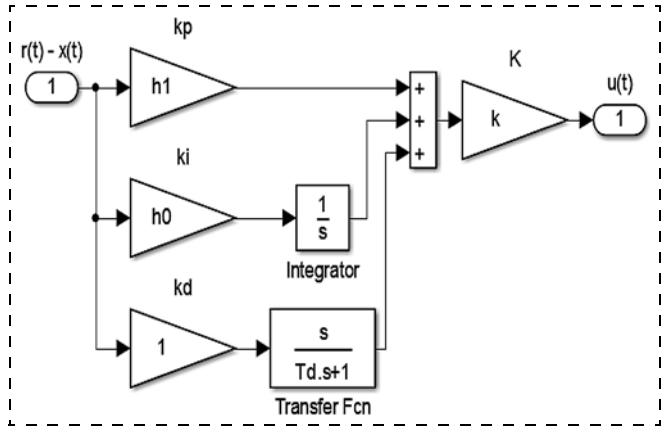 kp
r(t) - x(t)
1
h1
K
u(t)
+
+
+
k
1
ki
h0
1
s
Integrator
kd
1
s
Td.s+1
Transfer Fcn